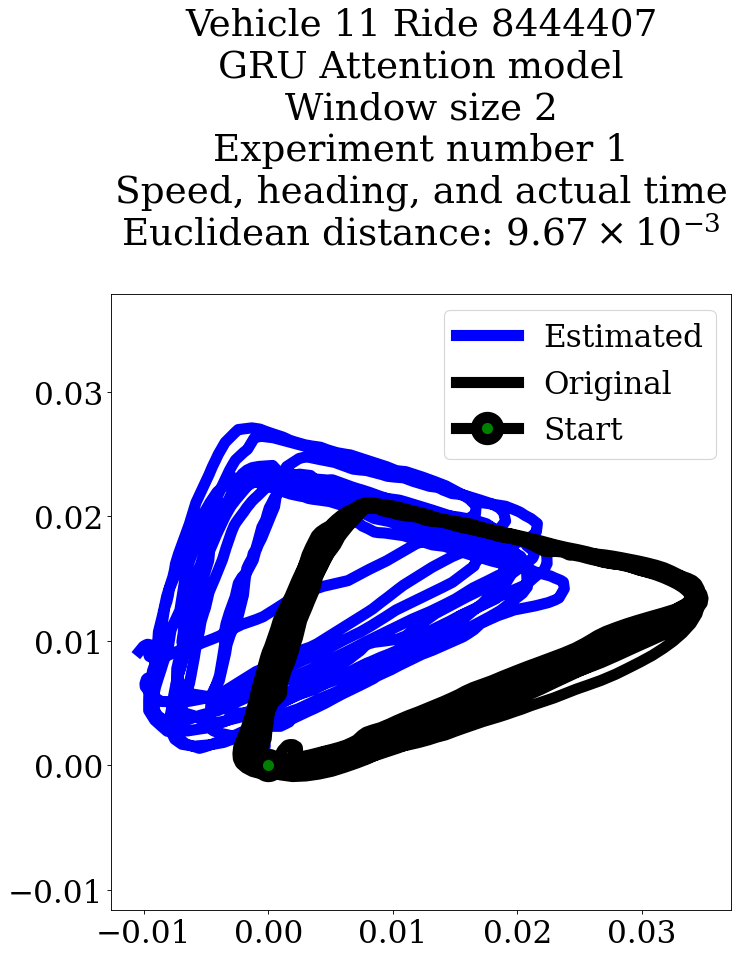 Vehicle 11 Ride 8444407
GRU Attention model
Window size 2
Experiment number 1
Speed, heading, and actual time
Euclidean distance: 9.67 × 10⁻³
Estimated
Original
Start
0.03
0.02
0.01
0.00
−0.01
−0.01 0.00 0.01 0.02 0.03